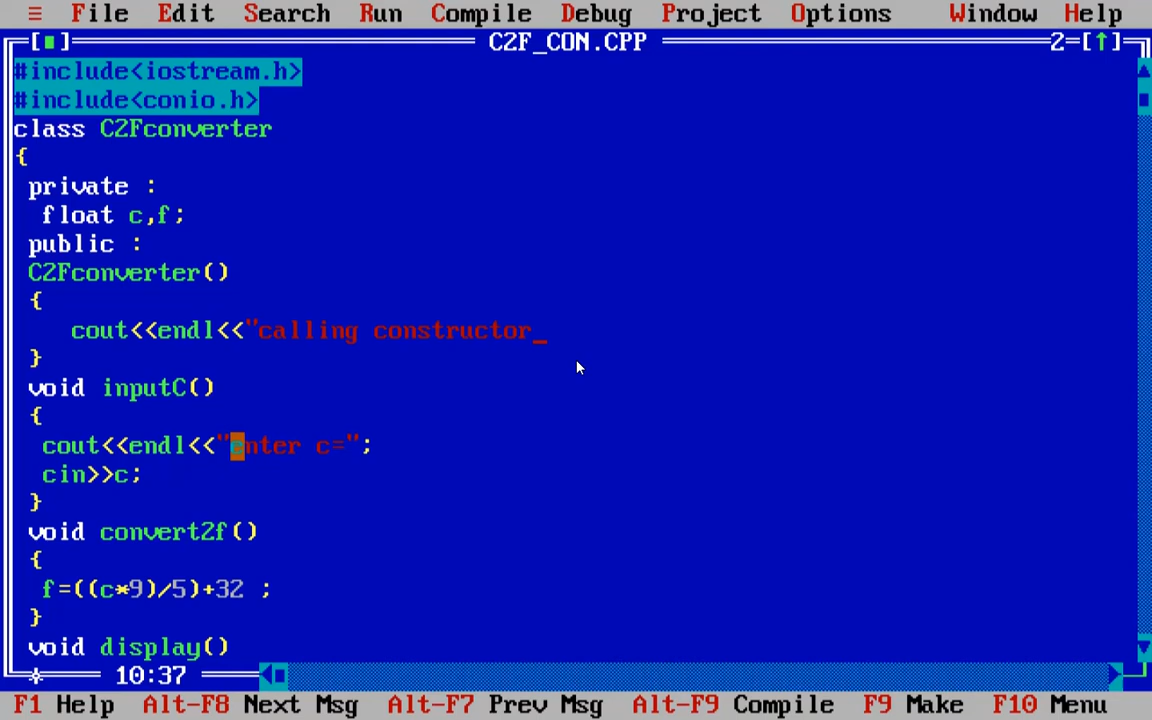 ≡ File Edit Search Run Compile Debug Project Options Window Help
[■] C2F_CON.CPP 2=[↑]
#include<iostream.h>
#include<conio.h>
class C2Fconverter
{
private :
float c,f;
public :
C2Fconverter()
{
cout<<endl<<"calling constructor_
}
void inputC()
{
cout<<endl<<"enter c=";
cin>>c;
}
void convert2f()
{
f=((c*9)/5)+32 ;
}
void display()
10:37
F1 Help Alt-F8 Next Msg Alt-F7 Prev Msg Alt-F9 Compile F9 Make F10 Menu